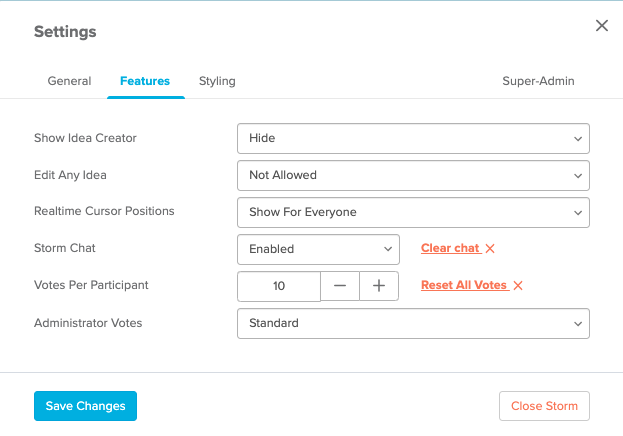 Settings
General Features Styling Super-Admin
Show Idea Creator Hide
Edit Any Idea Not Allowed
Realtime Cursor Positions Show For Everyone
Storm Chat Enabled Clear chat
Votes Per Participant 10 Reset All Votes
Administrator Votes Standard
Save Changes Close Storm